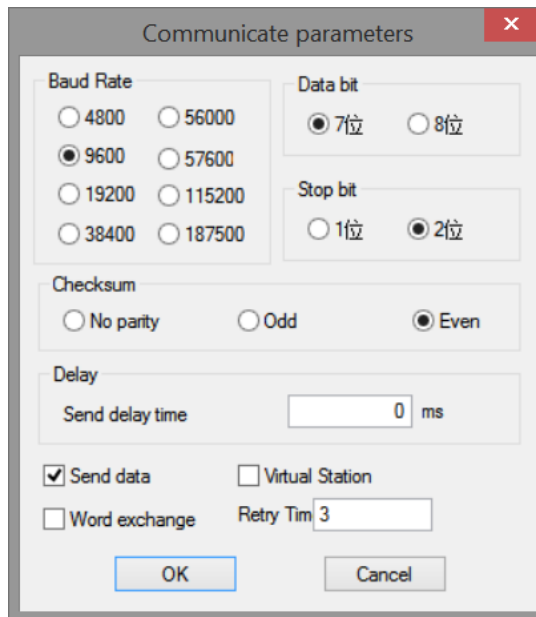 Communicate parameters
Baud Rate
4800 56000
9600 57600
19200 115200
38400 187500
Data bit
7位 8位
Stop bit
1位 2位
Checksum
No parity Odd Even
Delay
Send delay time 0 ms
Send data Virtual Station
Word exchange Retry Tim 3
OK Cancel